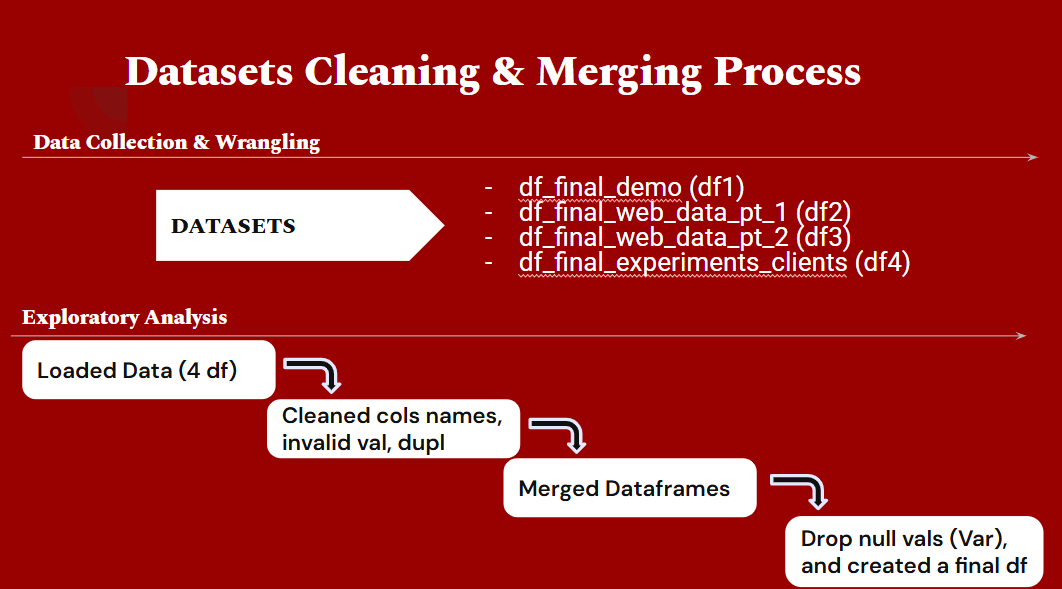 Datasets Cleaning & Merging Process
Data Collection & Wrangling
DATASETS
- df_final_demo (df1)
- df_final_web_data_pt_1 (df2)
- df_final_web_data_pt_2 (df3)
- df_final_experiments_clients (df4)
Exploratory Analysis
Loaded Data (4 df)
Cleaned cols names,
invalid val, dupl
Merged Dataframes
Drop null vals (Var),
and created a final df